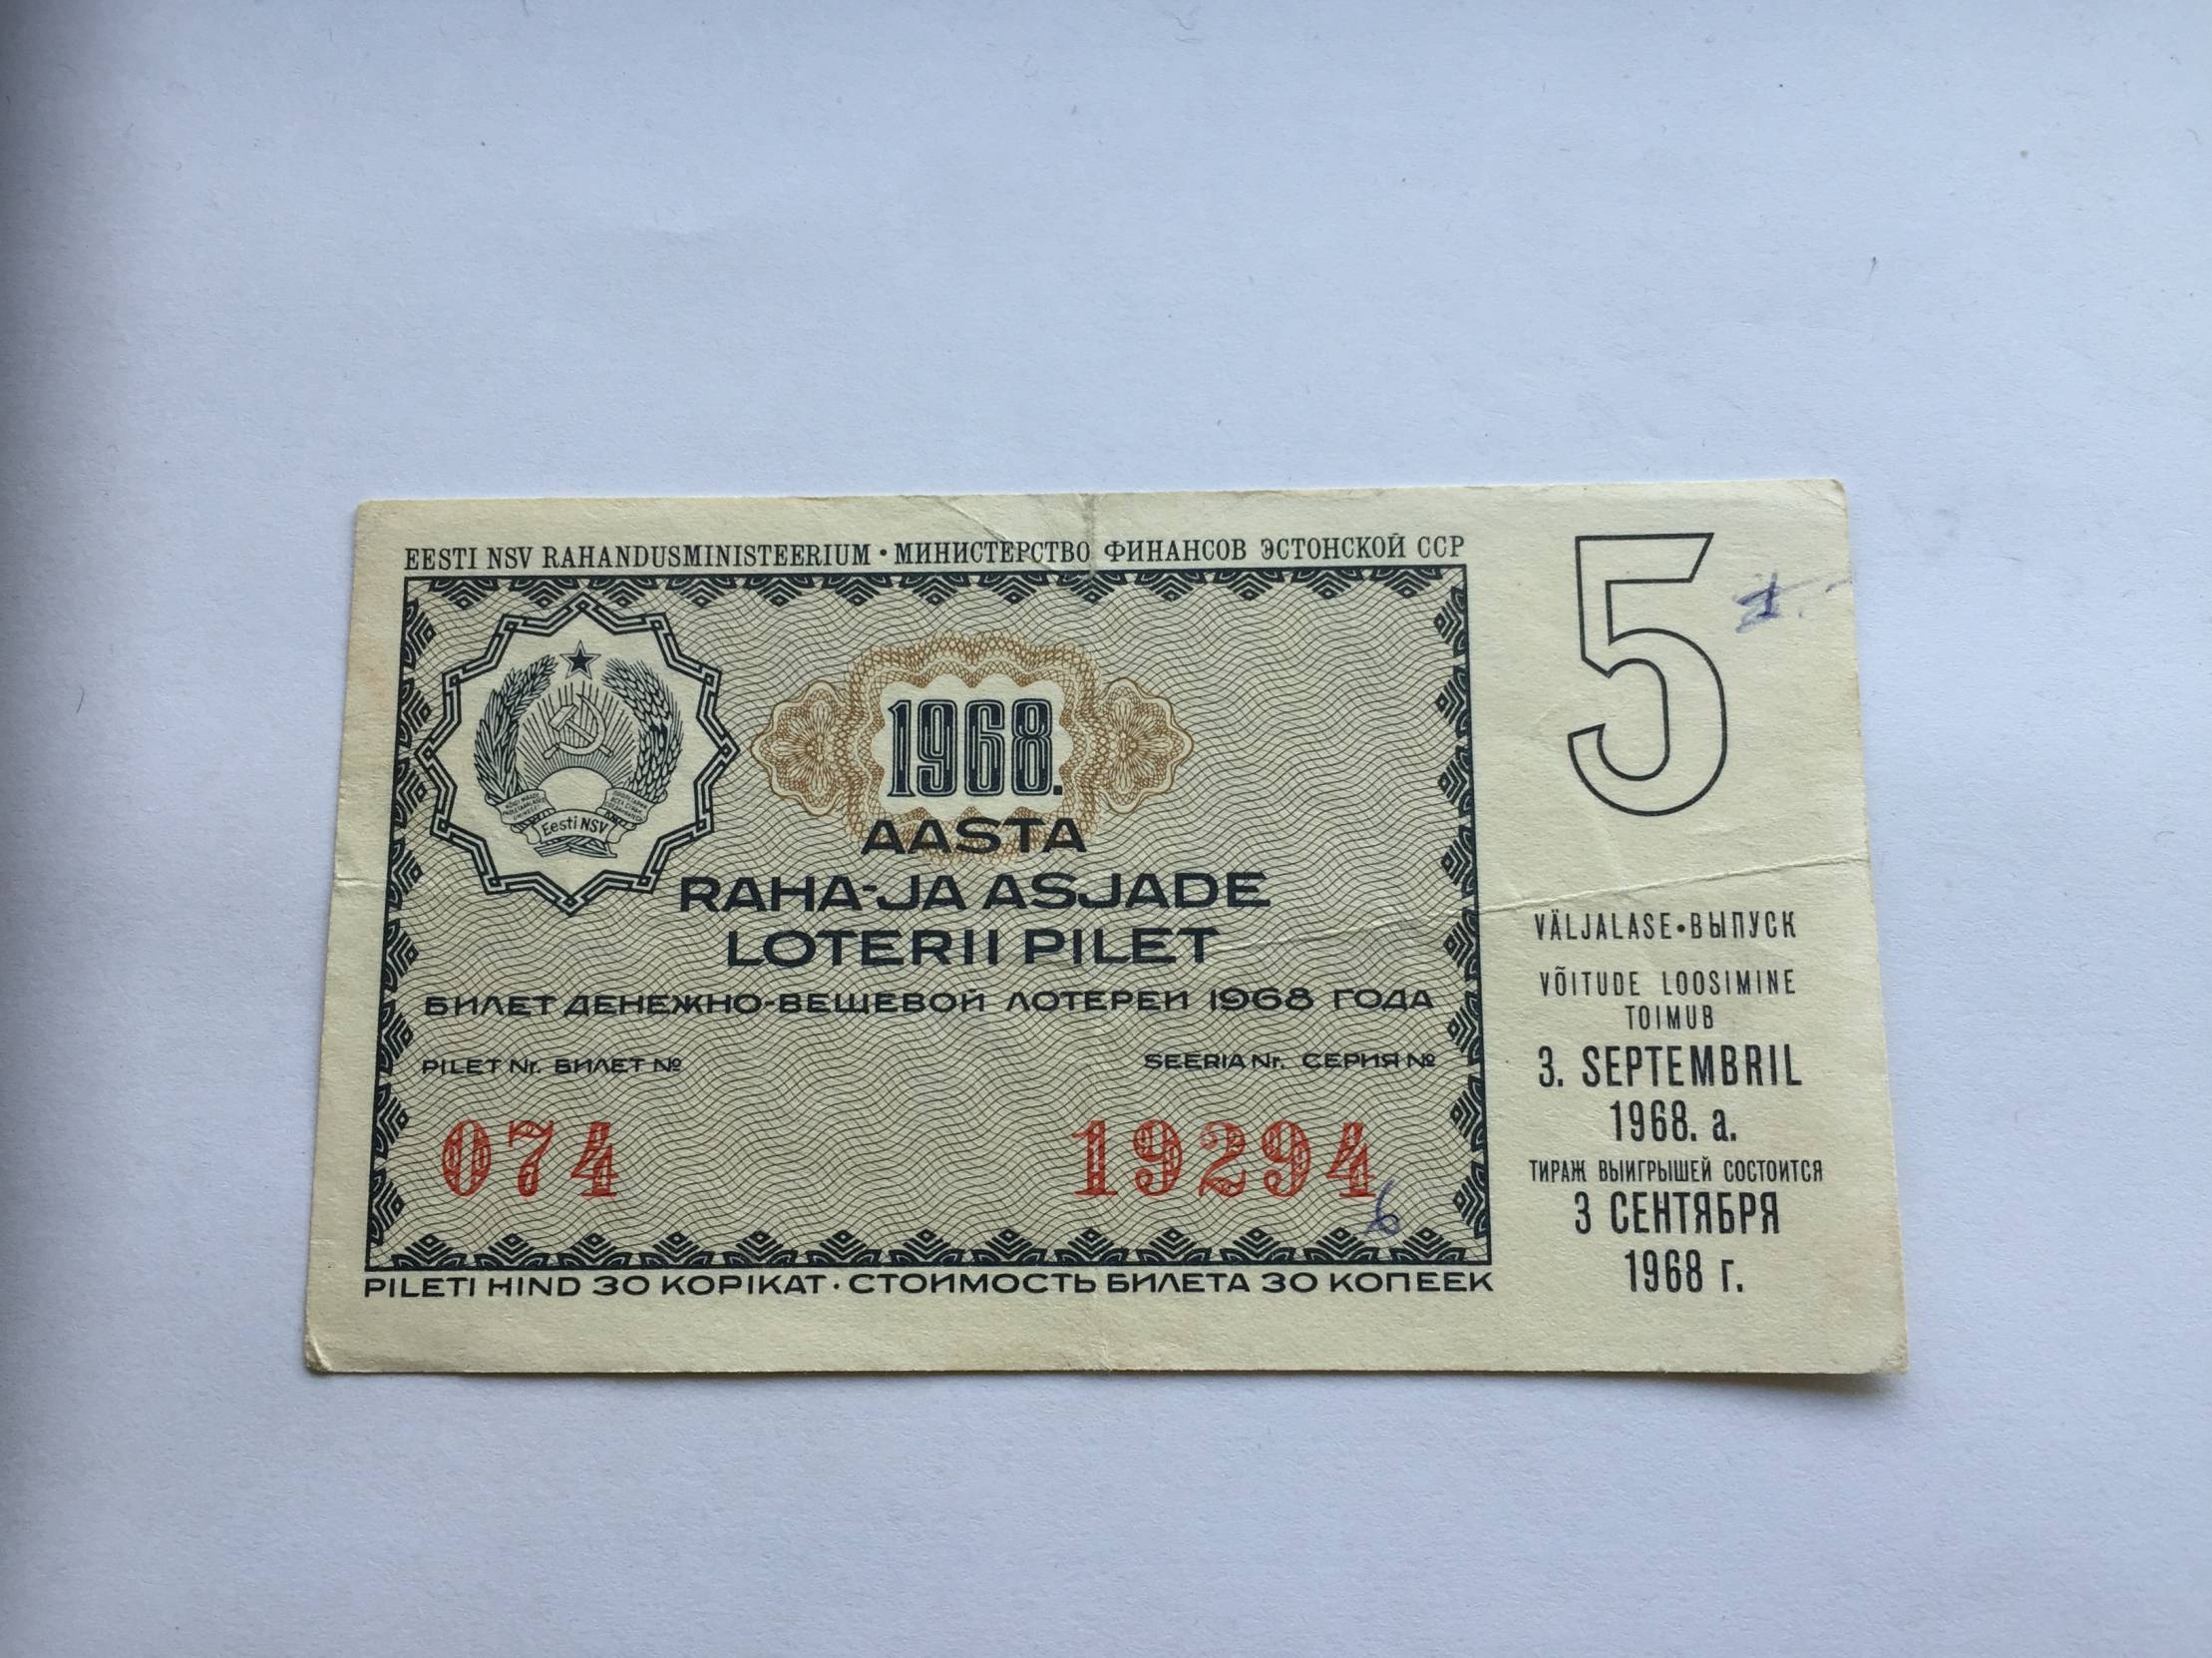 EESTI NSV RAHANDUSMINISTEERIUM • МИНИСТЕРСТВО ФИНАНСОВ ЭСТОНСКОЙ ССР
Eesti NSV
1968.
AASTA
RAHA-JA ASJADE
LOTERII PILET
БИЛЕТ ДЕНЕЖНО-ВЕЩЕВОЙ ЛОТЕРЕИ 1968 ГОДА
PILET Nr. БИЛЕТ № SEERIA Nr. СЕРИЯ №
074 19294
6
PILETI HIND 30 KOPIKAT · СТОИМОСТЬ БИЛЕТА 30 КОПЕЕК
5
VÄLJALASE • ВЫПУСК
VÕITUDE LOOSIMINE
TOIMUB
3. SEPTEMBRIL
1968. a.
ТИРАЖ ВЫИГРЫШЕЙ СОСТОИТСЯ
3 СЕНТЯБРЯ
1968 г.